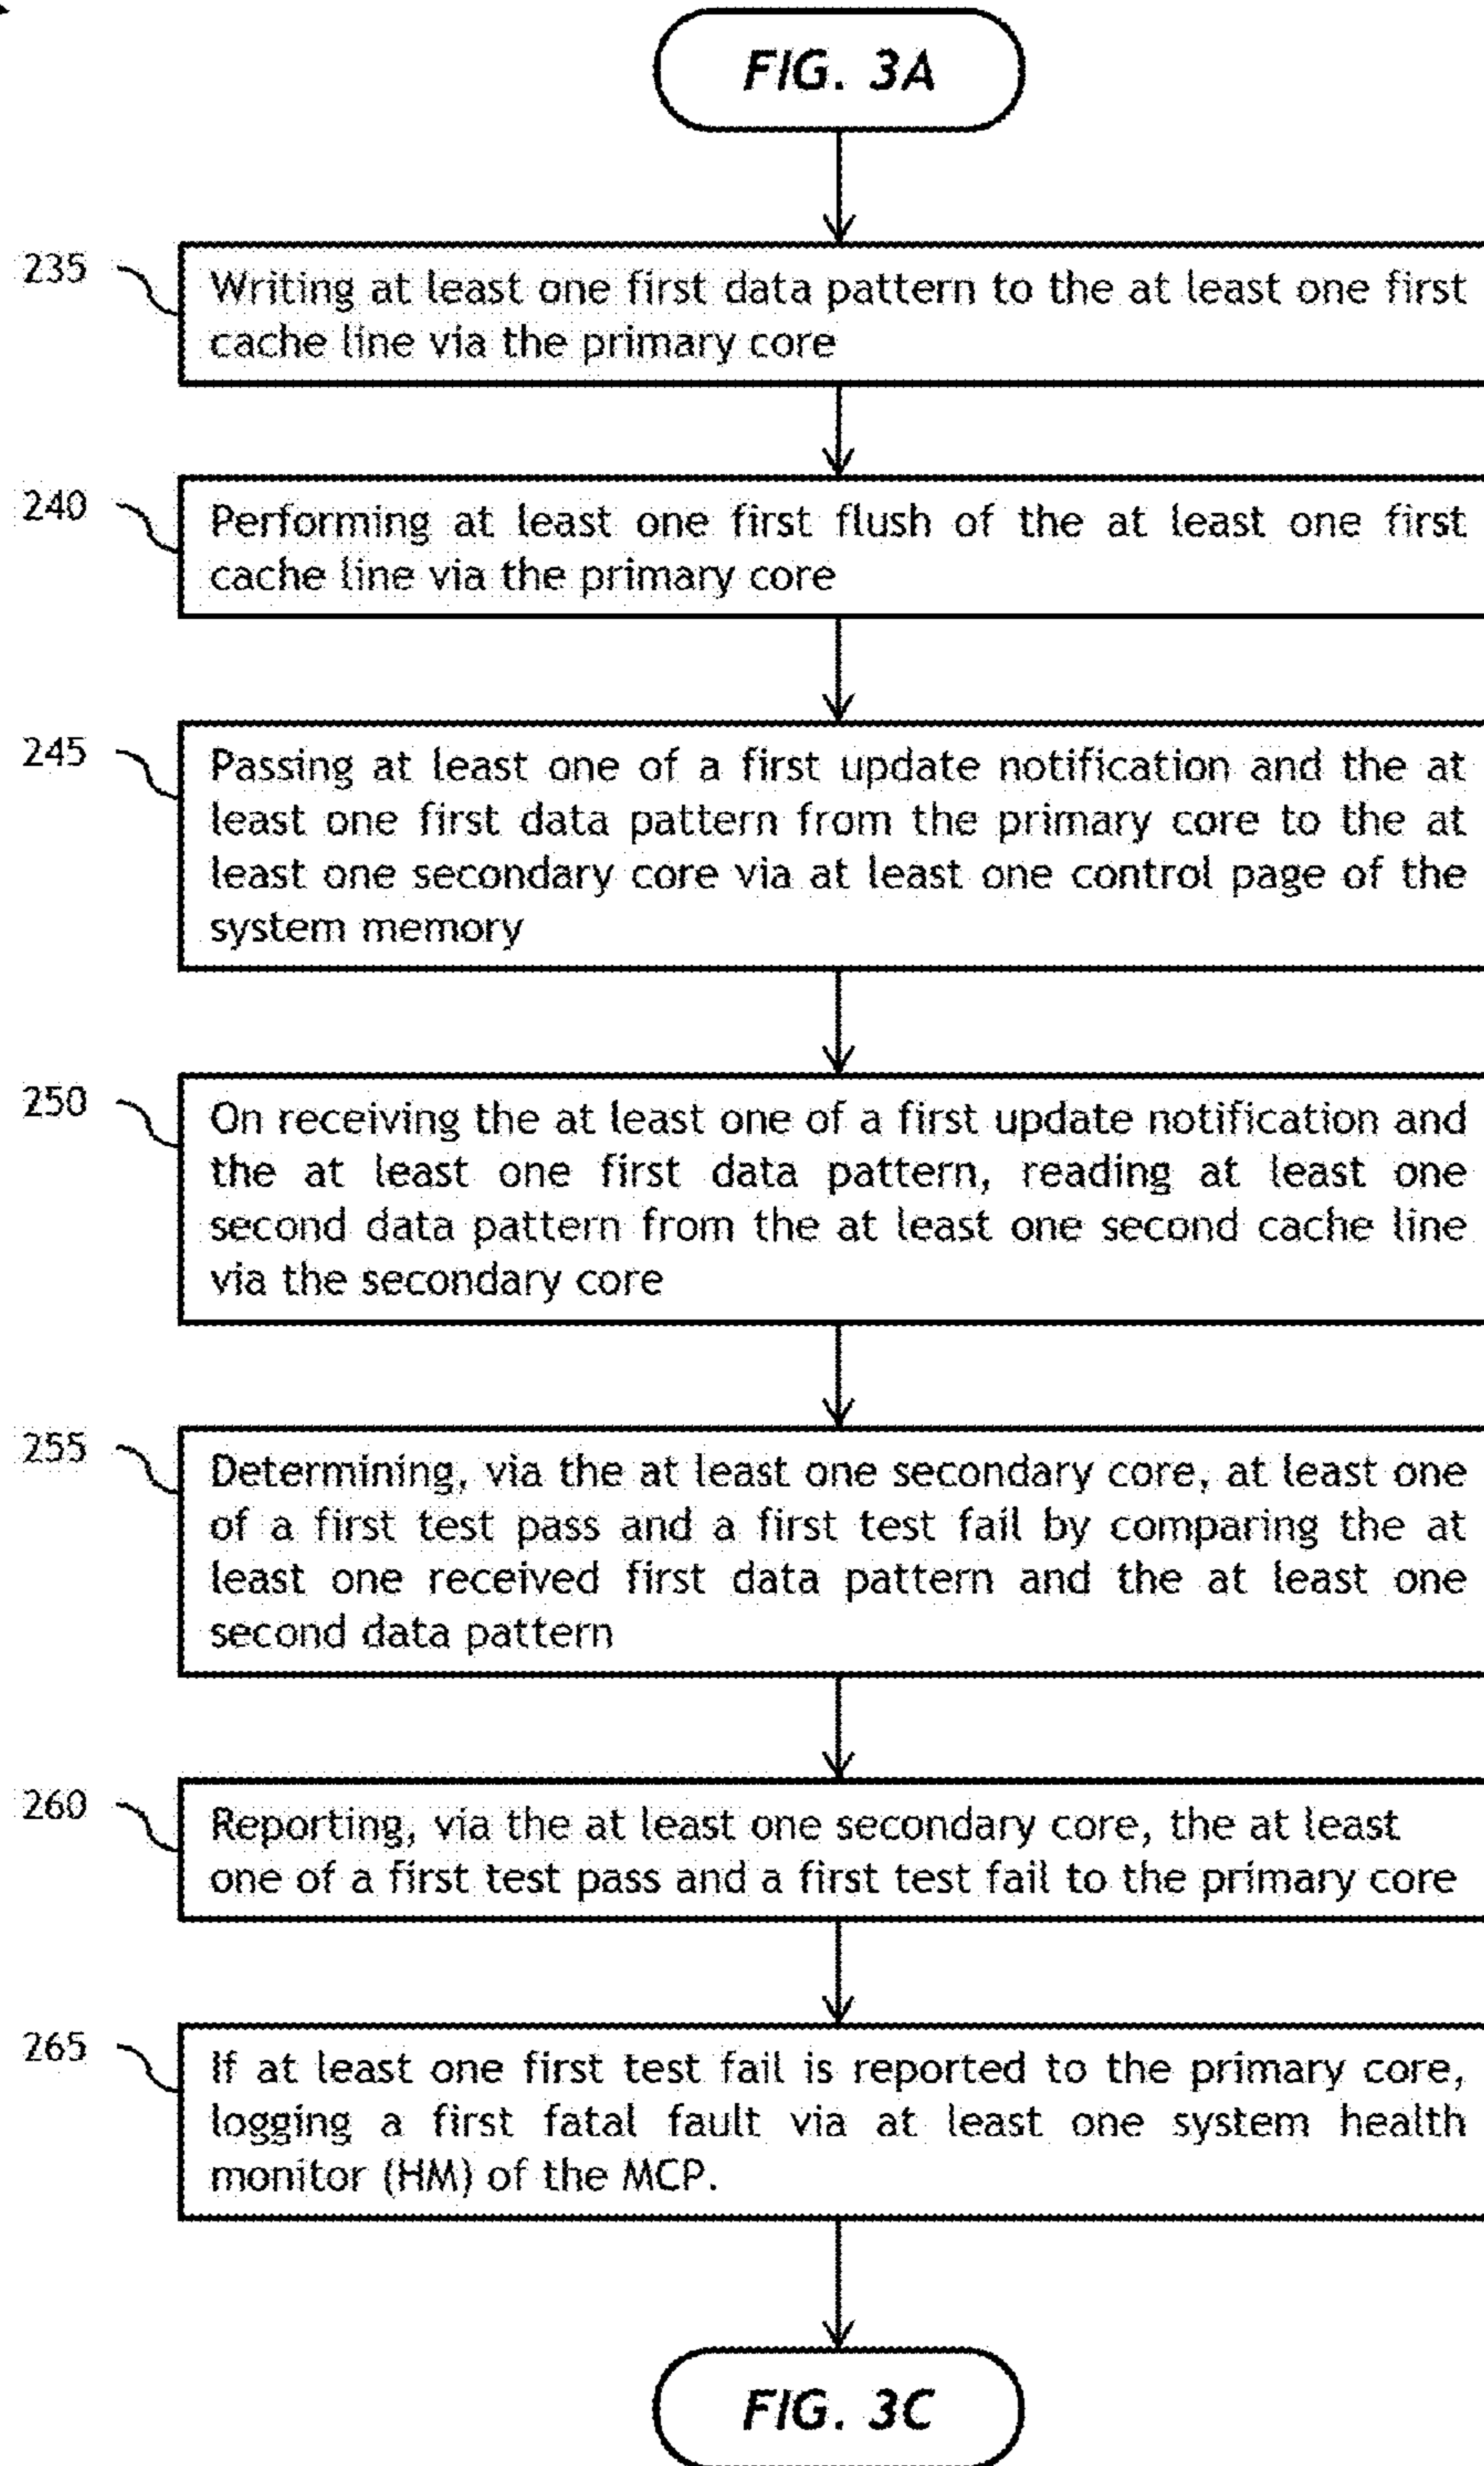 FIG. 3A
235
Writing at least one first data pattern to the at least one first
cache line via the primary core
240
Performing at least one first flush of the at least one first
cache line via the primary core
245
Passing at least one of a first update notification and the at
least one first data pattern from the primary core to the at
least one secondary core via at least one control page of the
system memory
250
On receiving the at least one of a first update notification and
the at least one first data pattern, reading at least one
second data pattern from the at least one second cache line
via the secondary core
255
Determining, via the at least one secondary core, at least one
of a first test pass and a first test fail by comparing the at
least one received first data pattern and the at least one
second data pattern
260
Reporting, via the at least one secondary core, the at least
one of a first test pass and a first test fail to the primary core
265
If at least one first test fail is reported to the primary core,
logging a first fatal fault via at least one system health
monitor (HM) of the MCP.
FIG. 3C